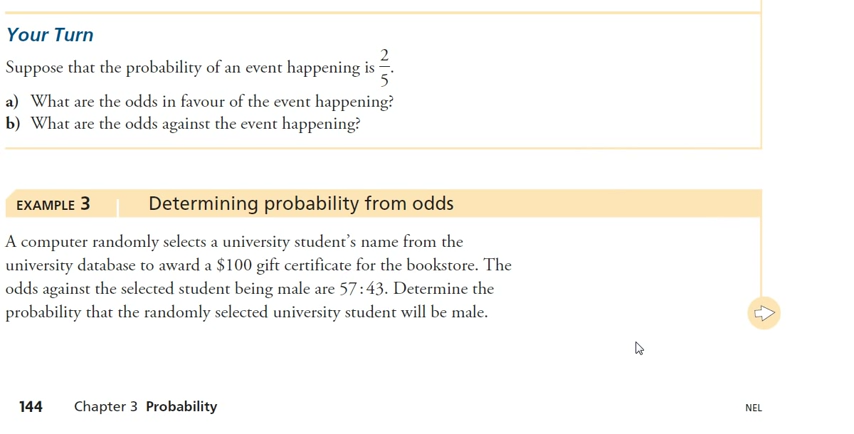 Your Turn
Suppose that the probability of an event happening is 2/5.
a) What are the odds in favour of the event happening?
b) What are the odds against the event happening?
EXAMPLE 3 Determining probability from odds
A computer randomly selects a university student's name from the
university database to award a $100 gift certificate for the bookstore. The
odds against the selected student being male are 57:43. Determine the
probability that the randomly selected university student will be male.
144 Chapter 3 Probability NEL